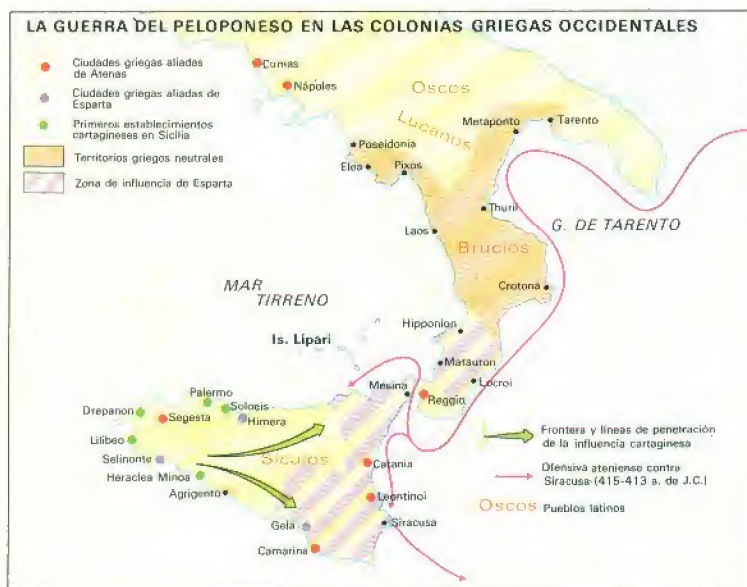 LA GUERRA DEL PELOPONESO EN LAS COLONIAS GRIEGAS OCCIDENTALES
Ciudades griegas aliadas
de Atenas
Ciudades griegas aliadas de
Esparta
Primeros establecimientos
cartagineses en Sicilia
Territorios griegos neutrales
Zona de influencia de Esparta
Cumas
Nápoles
Oscos
Lucanos
Metaponto
Tarento
Poseidonia
Elea
Pixos
Thurii
G. DE TARENTO
Laos
Brucios
MAR
TIRRENO
Crotona
Hipponion
Is. Lipari
Matauron
Mesina
Locroi
Reggio
Palermo
Soloeis
Drepanon
Segesta
Himera
Lilibeo
Sículos
Selinonte
Heraclea Minoa
Agrigento
Catania
Leontinoi
Gela
Siracusa
Camarina
Frontera y líneas de penetración
de la influencia cartaginesa
Ofensiva ateniense contra
Siracusa (415-413 a. de J.C.)
Oscos Pueblos latinos